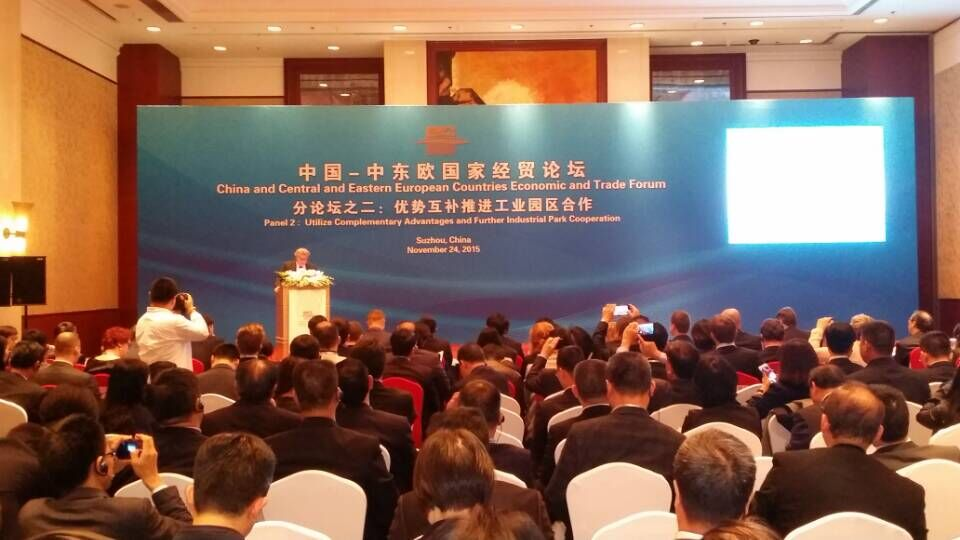 中国－中东欧国家经贸论坛
China and Central and Eastern European Countries Economic and Trade Forum
分论坛之二：优势互补推进工业园区合作
Panel 2 : Utilize Complementary Advantages and Further Industrial Park Cooperation
Suzhou, China
November 24, 2015